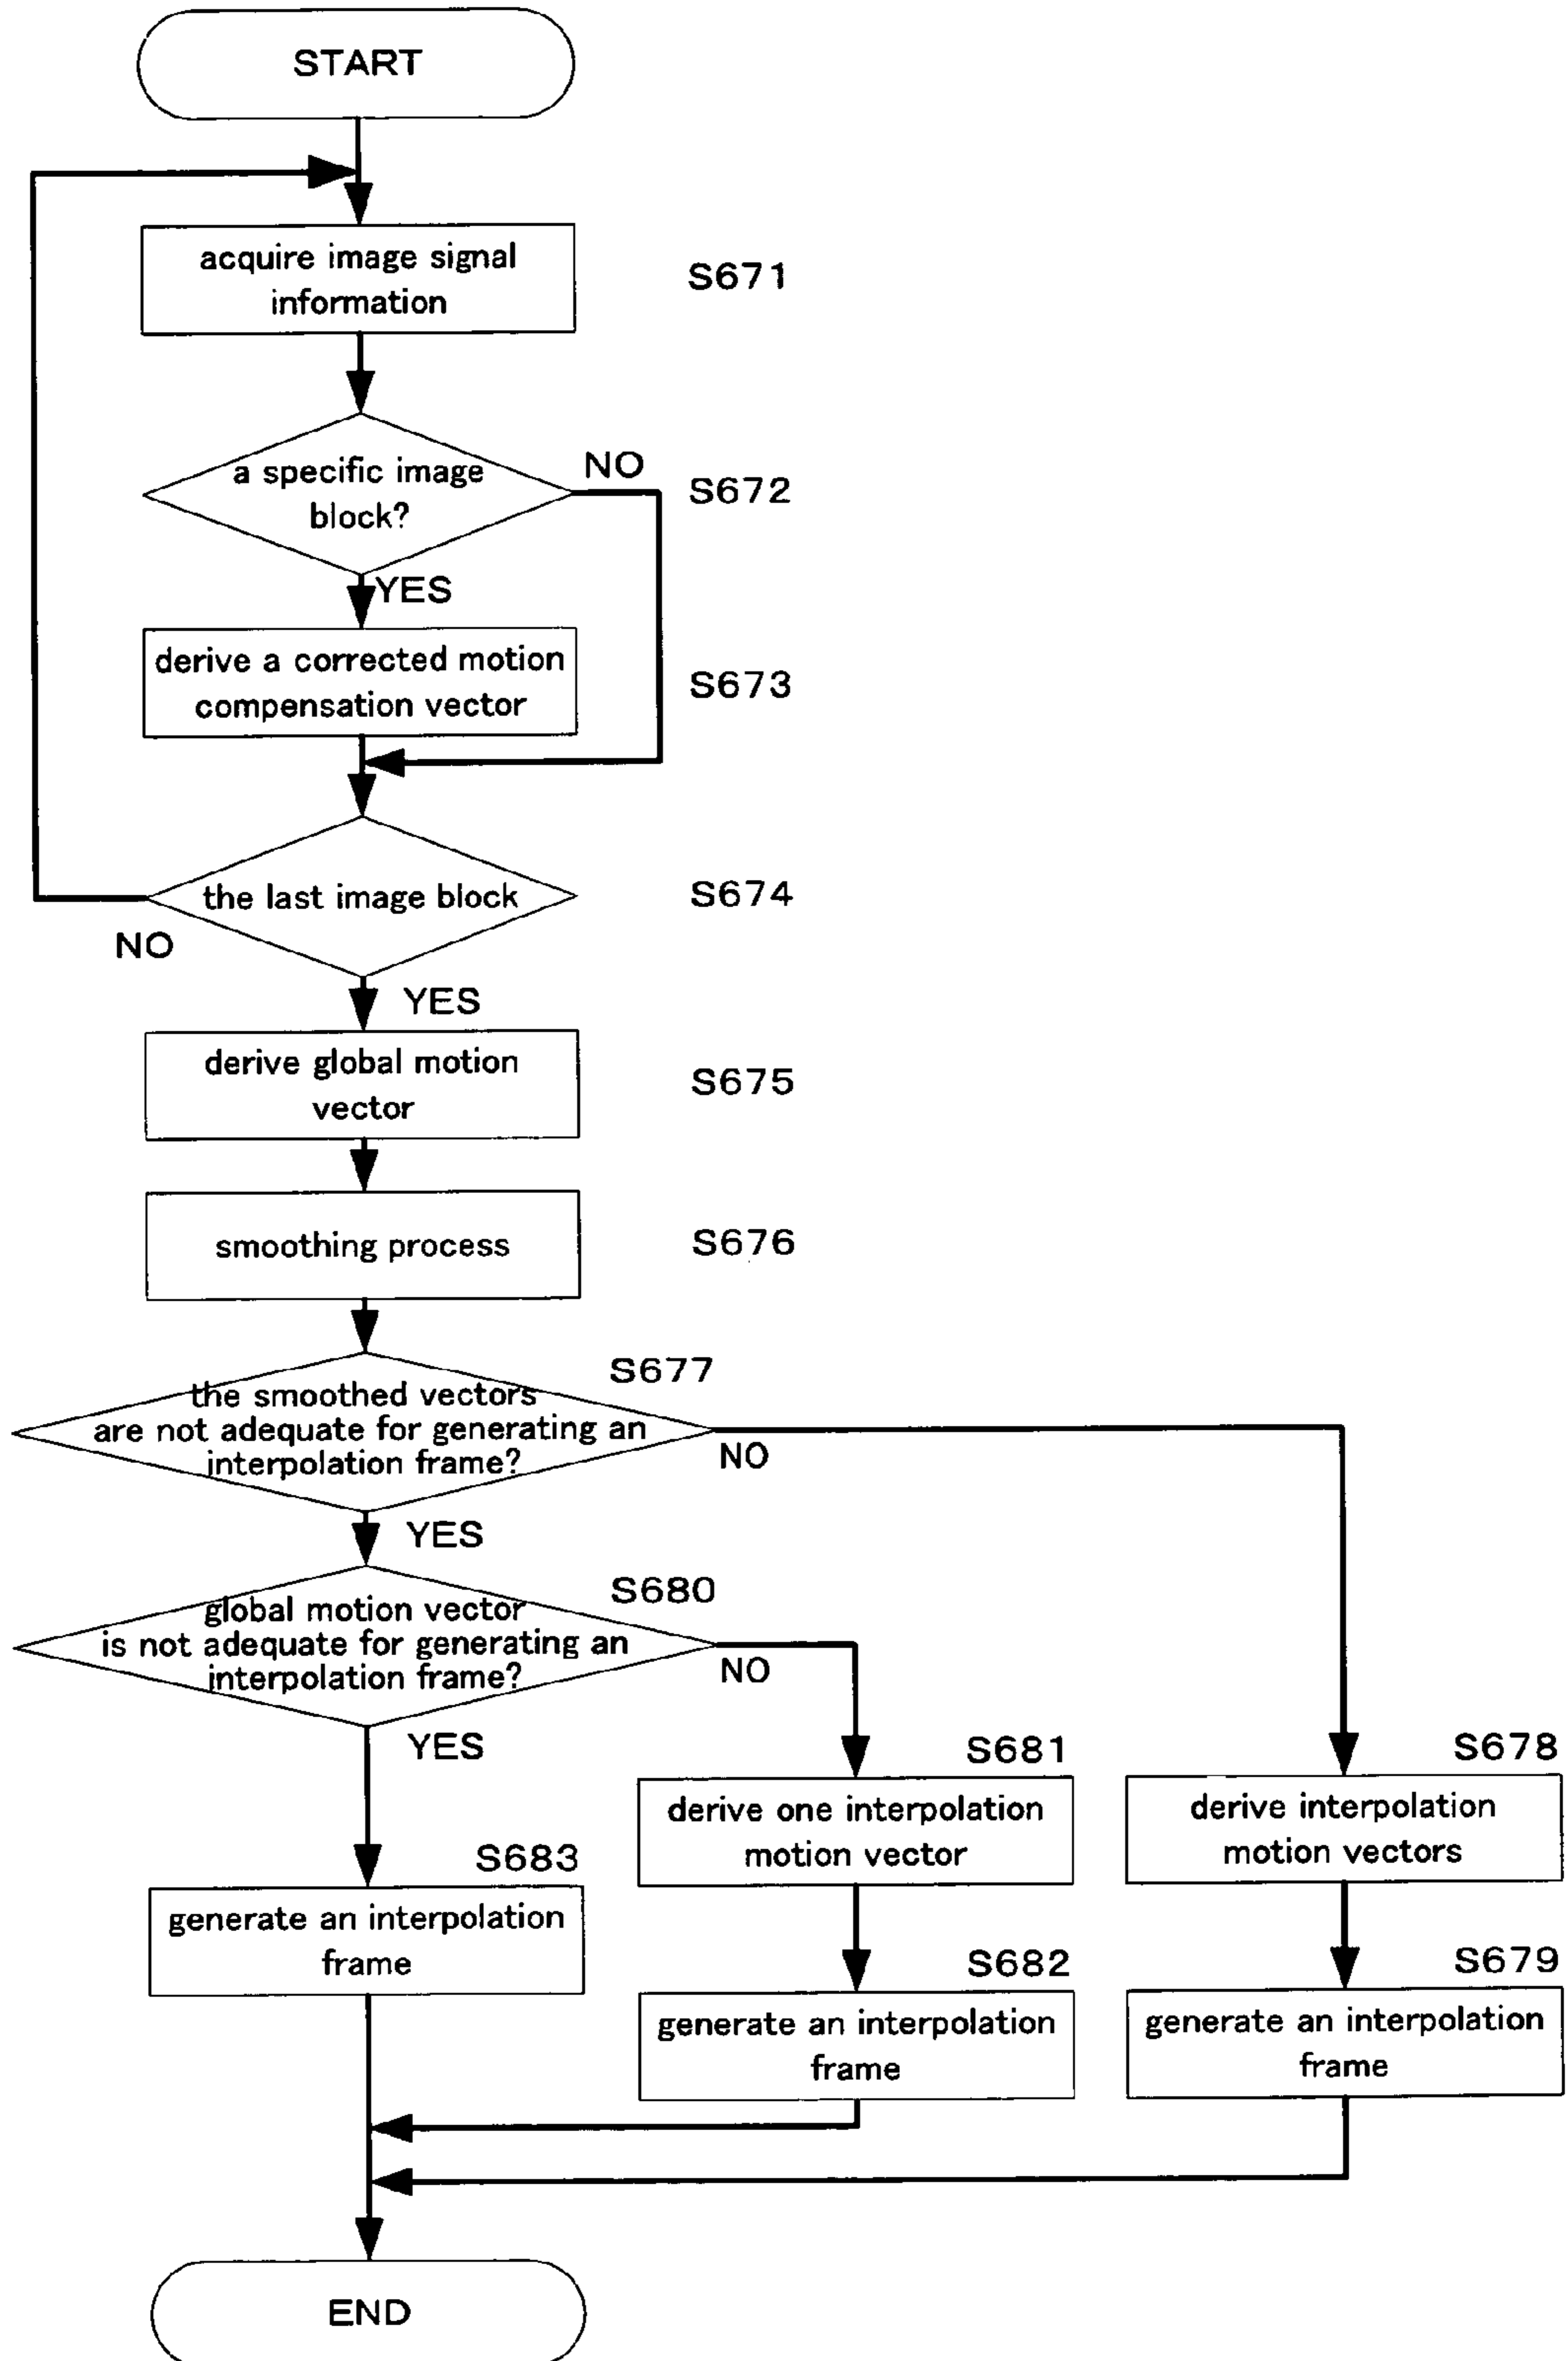 START
acquire image signal
information
S671
a specific image
block?
NO
S672
YES
derive a corrected motion
compensation vector
S673
the last image block
S674
NO
YES
derive global motion
vector
S675
smoothing process
S676
S677
the smoothed vectors
are not adequate for generating an
interpolation frame?
NO
YES
S680
global motion vector
is not adequate for generating an
interpolation frame?
NO
YES
S681
S678
derive one interpolation
motion vector
derive interpolation
motion vectors
S683
generate an interpolation
frame
S682
S679
generate an interpolation
frame
generate an interpolation
frame
END